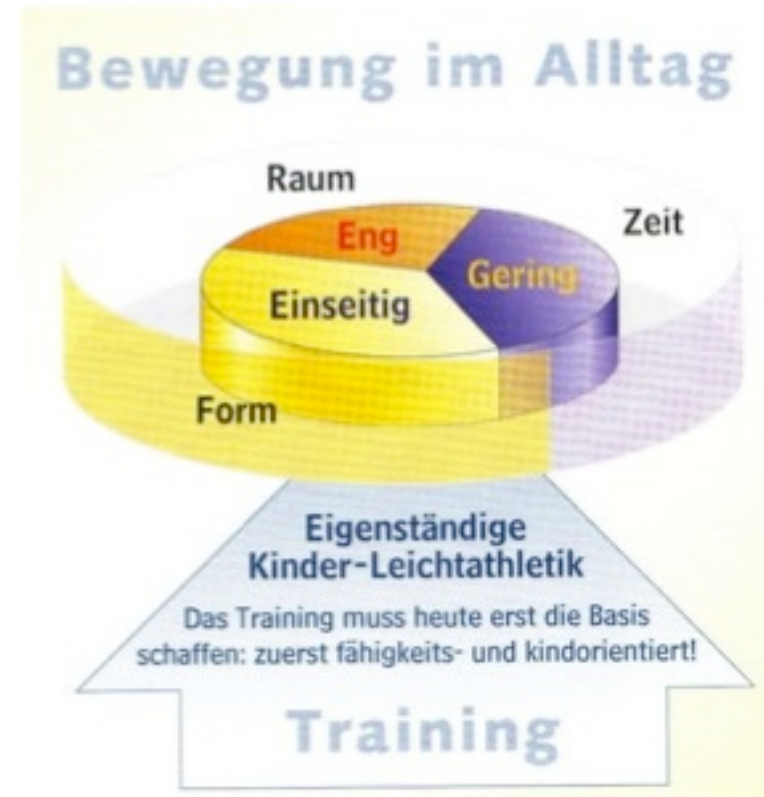 Bewegung im Alltag
Raum
Zeit
Eng
Gering
Einseitig
Form
Eigenständige
Kinder-Leichtathletik
Das Training muss heute erst die Basis
schaffen: zuerst fähigkeits- und kindorientiert!
Training